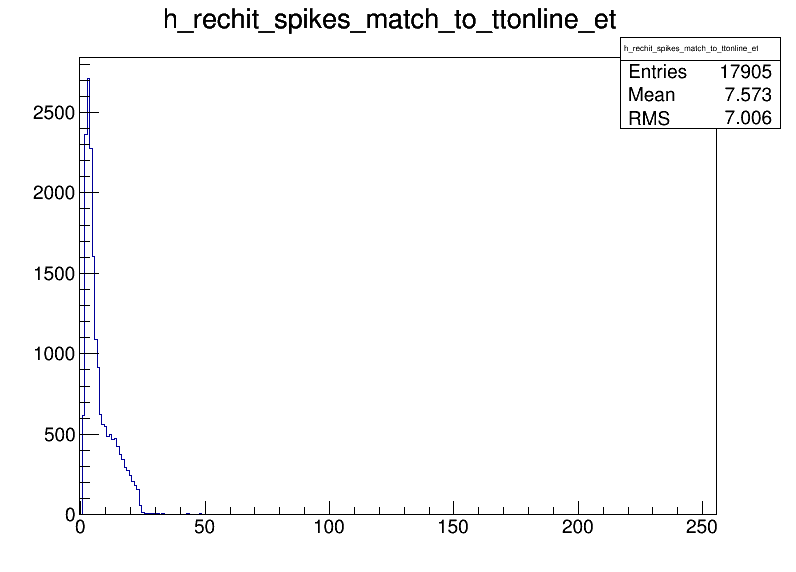 h_rechit_spikes_match_to_ttonline_et
h_rechit_spikes_match_to_ttonline_et
Entries 17905
Mean 7.573
RMS 7.006
2500
2000
1500
1000
500
0
0 50 100 150 200 250